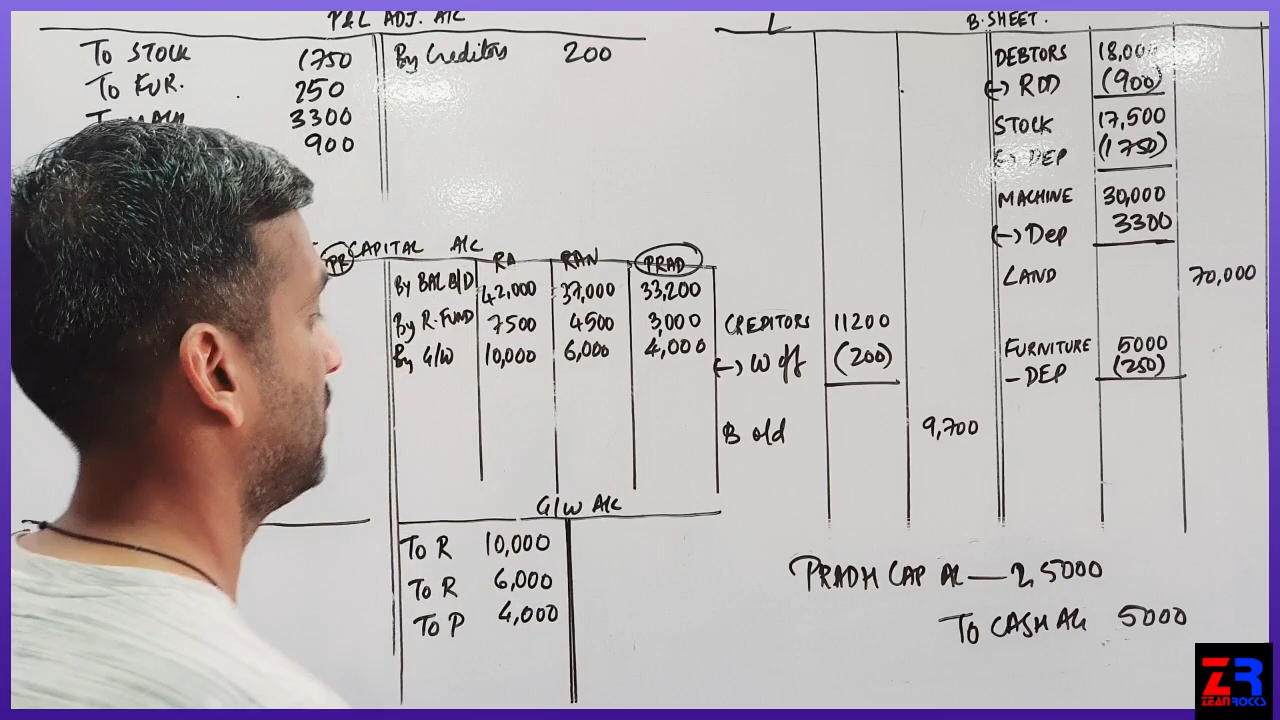 P&L ADJ. A/C
To STOCK 1750 By Creditors 200
To FUR. 250
3300
900
PR CAPITAL A/C
RA RAN PRAD
By BAL B/D 42,000 37,000 33,200
By R.FUND 7500 4500 3,000
By G/W 10,000 6,000 4,000
G/W A/C
To R 10,000
To R 6,000
To P 4,000
L B.SHEET.
DEBTORS 18,000
(-) RDD (900)
STOCK 17,500
(-) DEP (1750)
MACHINE 30,000
(-) Dep 3300
LAND 70,000
CREDITORS 11200 FURNITURE 5000
(-) W off (200) - DEP (250)
B old 9,700
PRADH CAP A/C — 25000
To CASH A/C 5000
ZR
ZEAN ROCKS